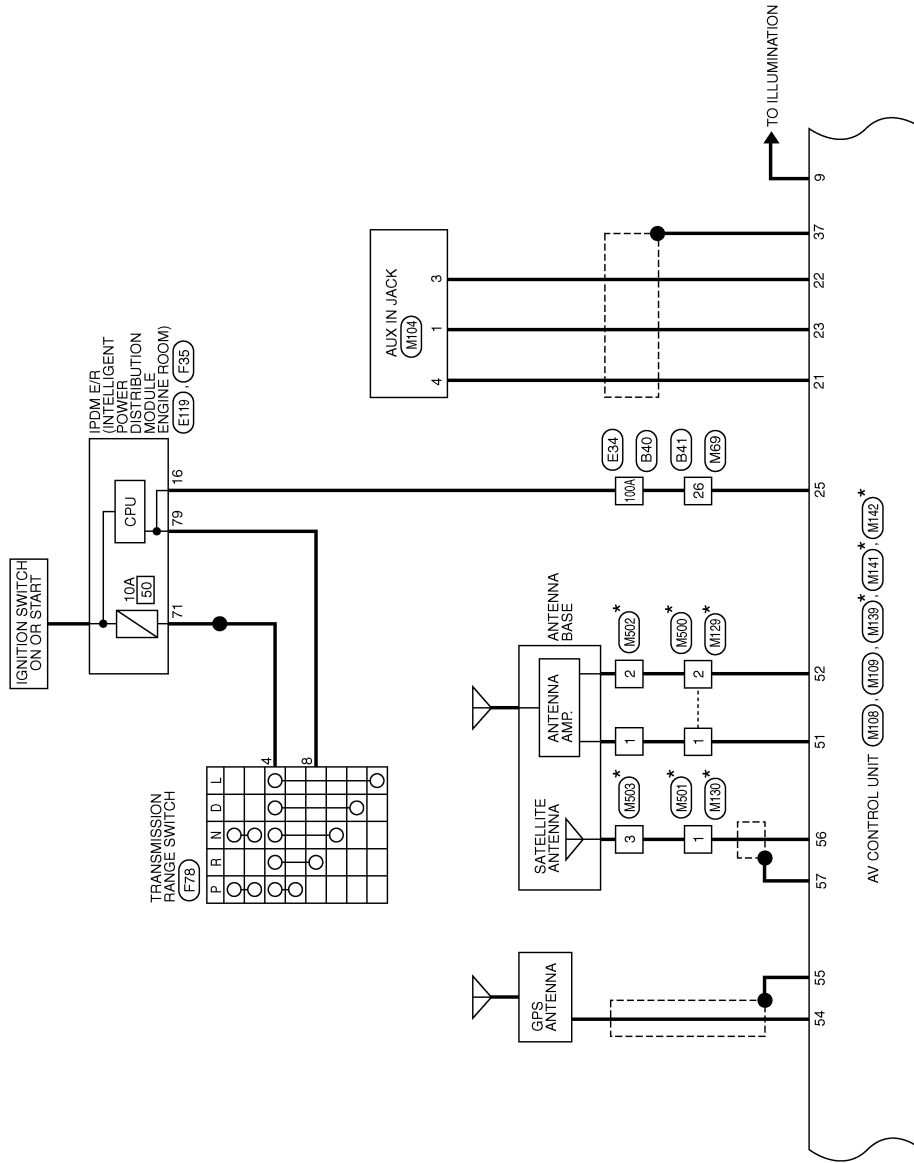 IGNITION SWITCH
ON OR START
10A
50
CPU
71
79
16
IPDM E/R
(INTELLIGENT
POWER
DISTRIBUTION
MODULE
ENGINE ROOM)
E119, F35
TRANSMISSION
RANGE SWITCH
F78
P R N D L
4
8
AUX IN JACK
M104
4 1 3
GPS
ANTENNA
SATELLITE
ANTENNA
ANTENNA
AMP.
ANTENNA
BASE
3 M503*
1 2 M502*
1 M501* M130*
1 2 M500* M129*
100A E34 B40
26 B41 M69
TO ILLUMINATION
54 55 57 56 51 52 25 21 23 22 37 9
AV CONTROL UNIT M108, M109, M139*, M141*, M142*